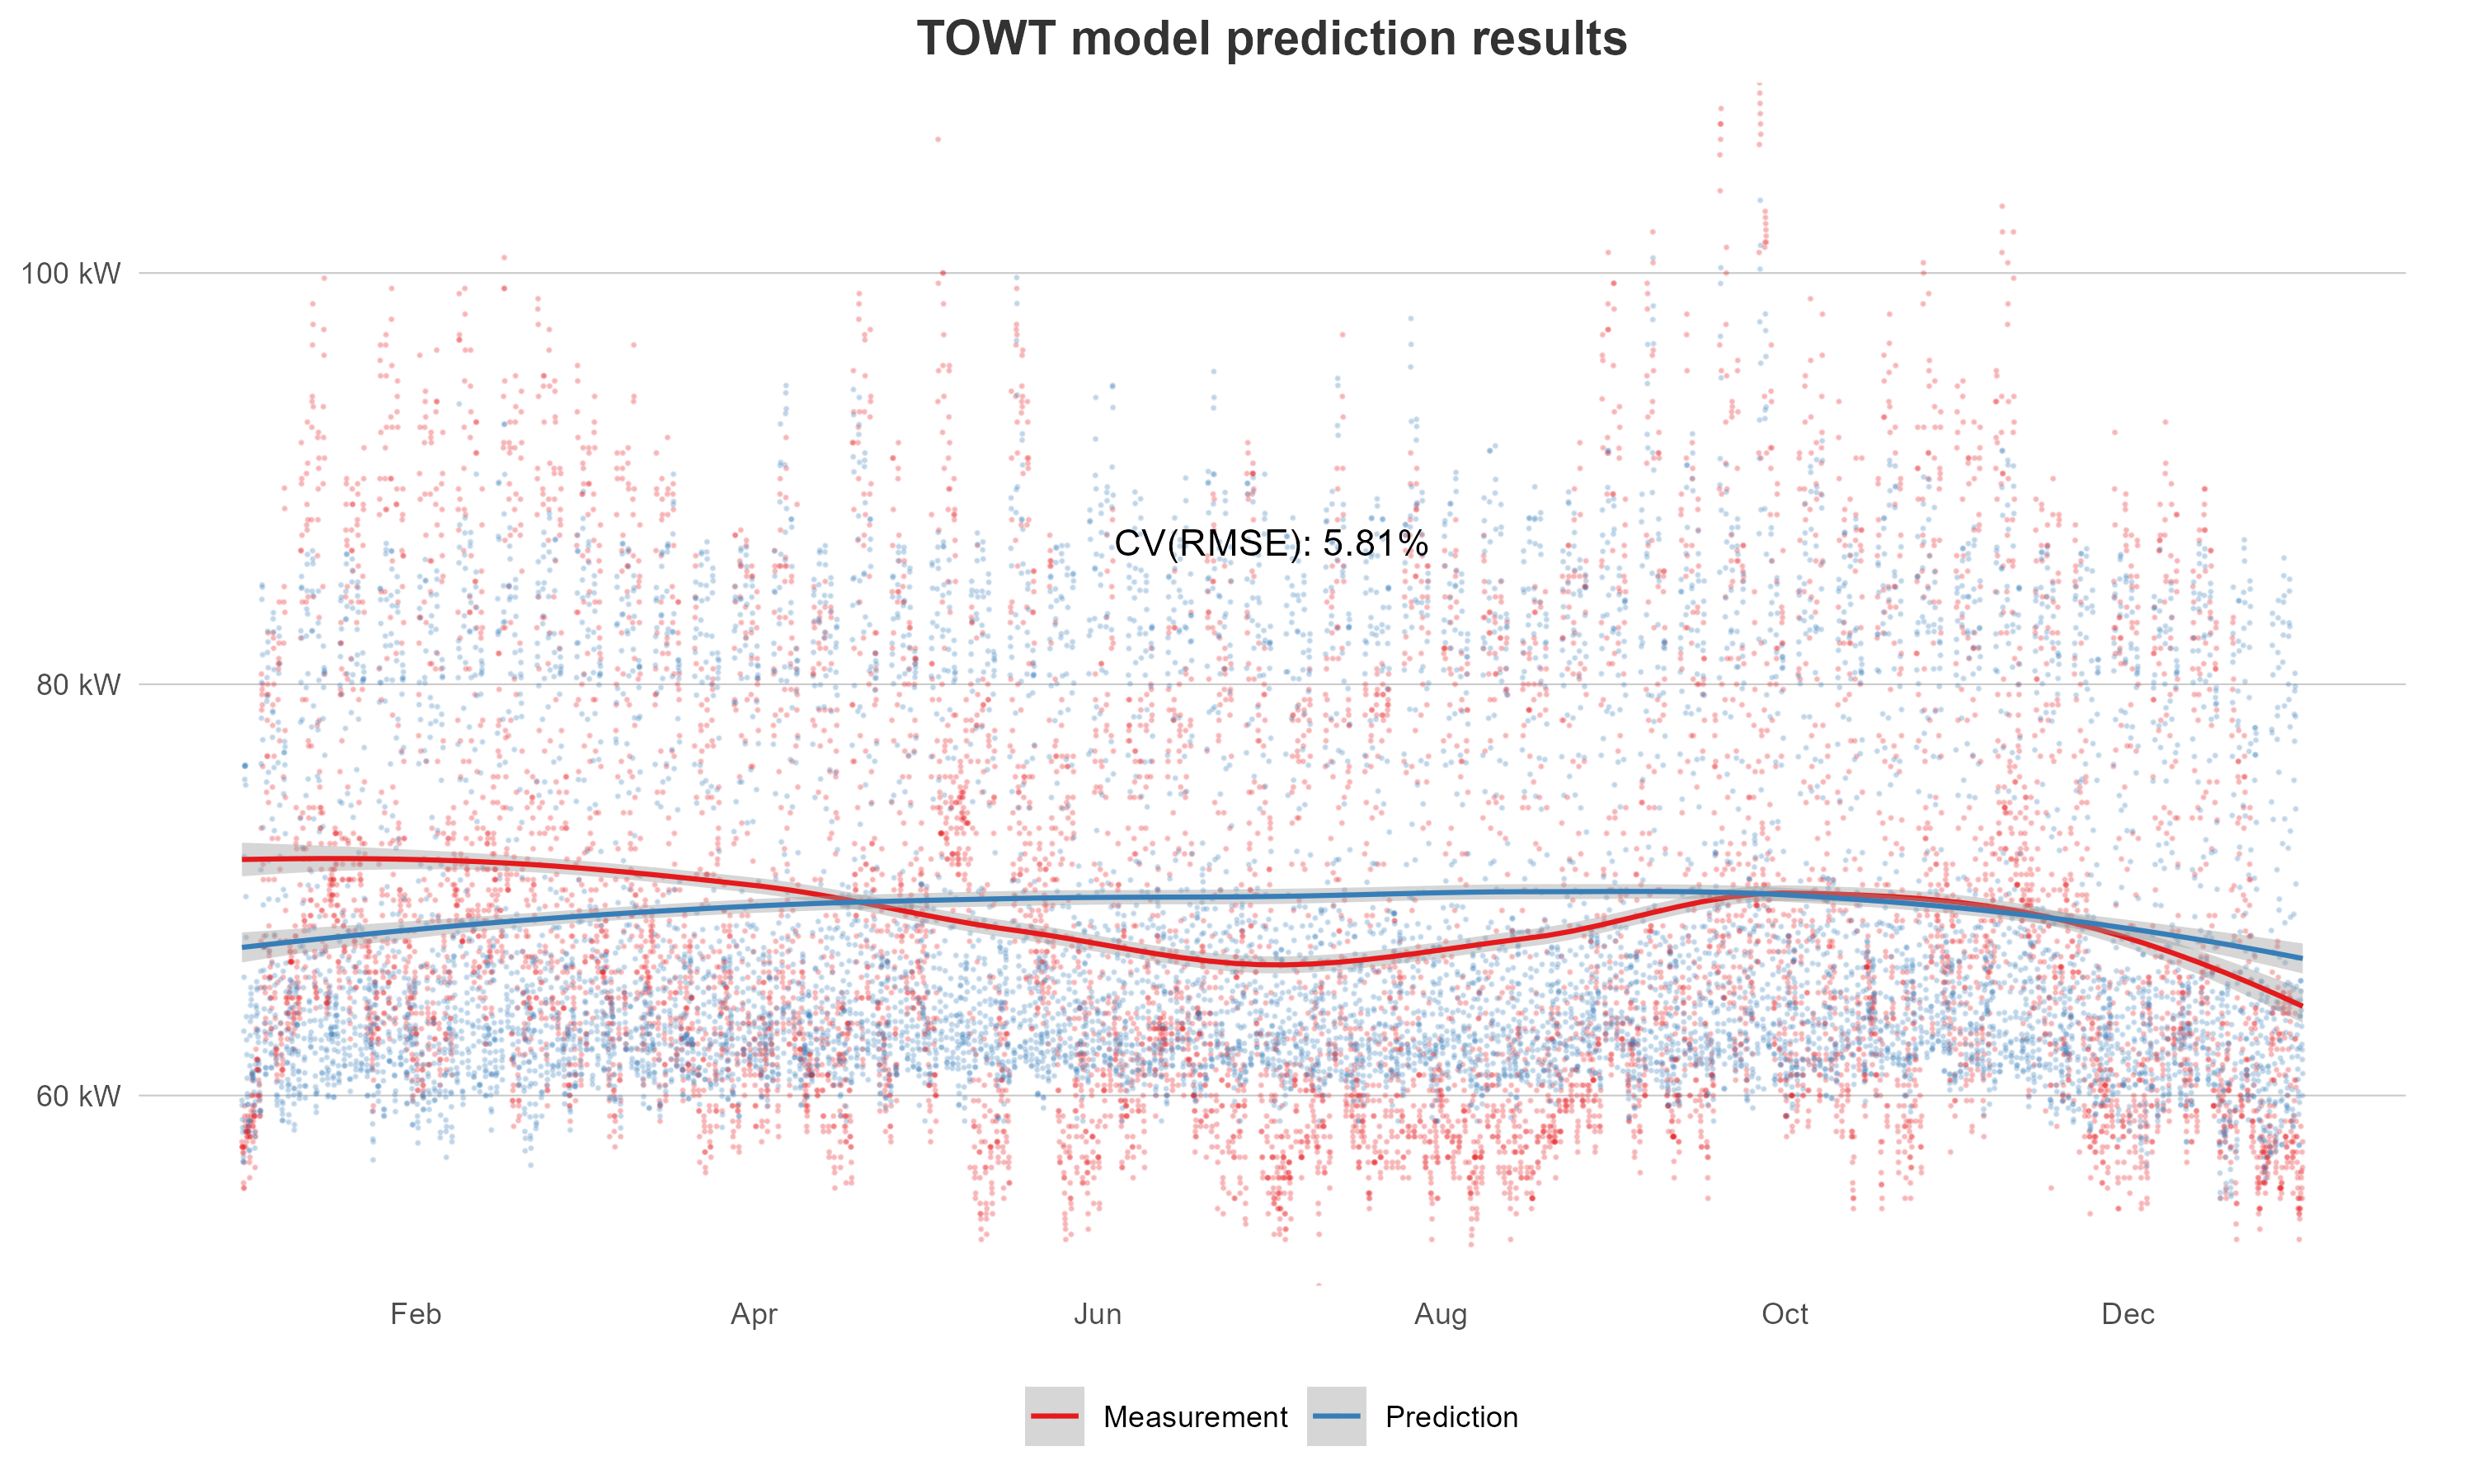 TOWT model prediction results
100 kW
80 kW
60 kW
CV(RMSE): 5.81%
Feb Apr Jun Aug Oct Dec
Measurement Prediction